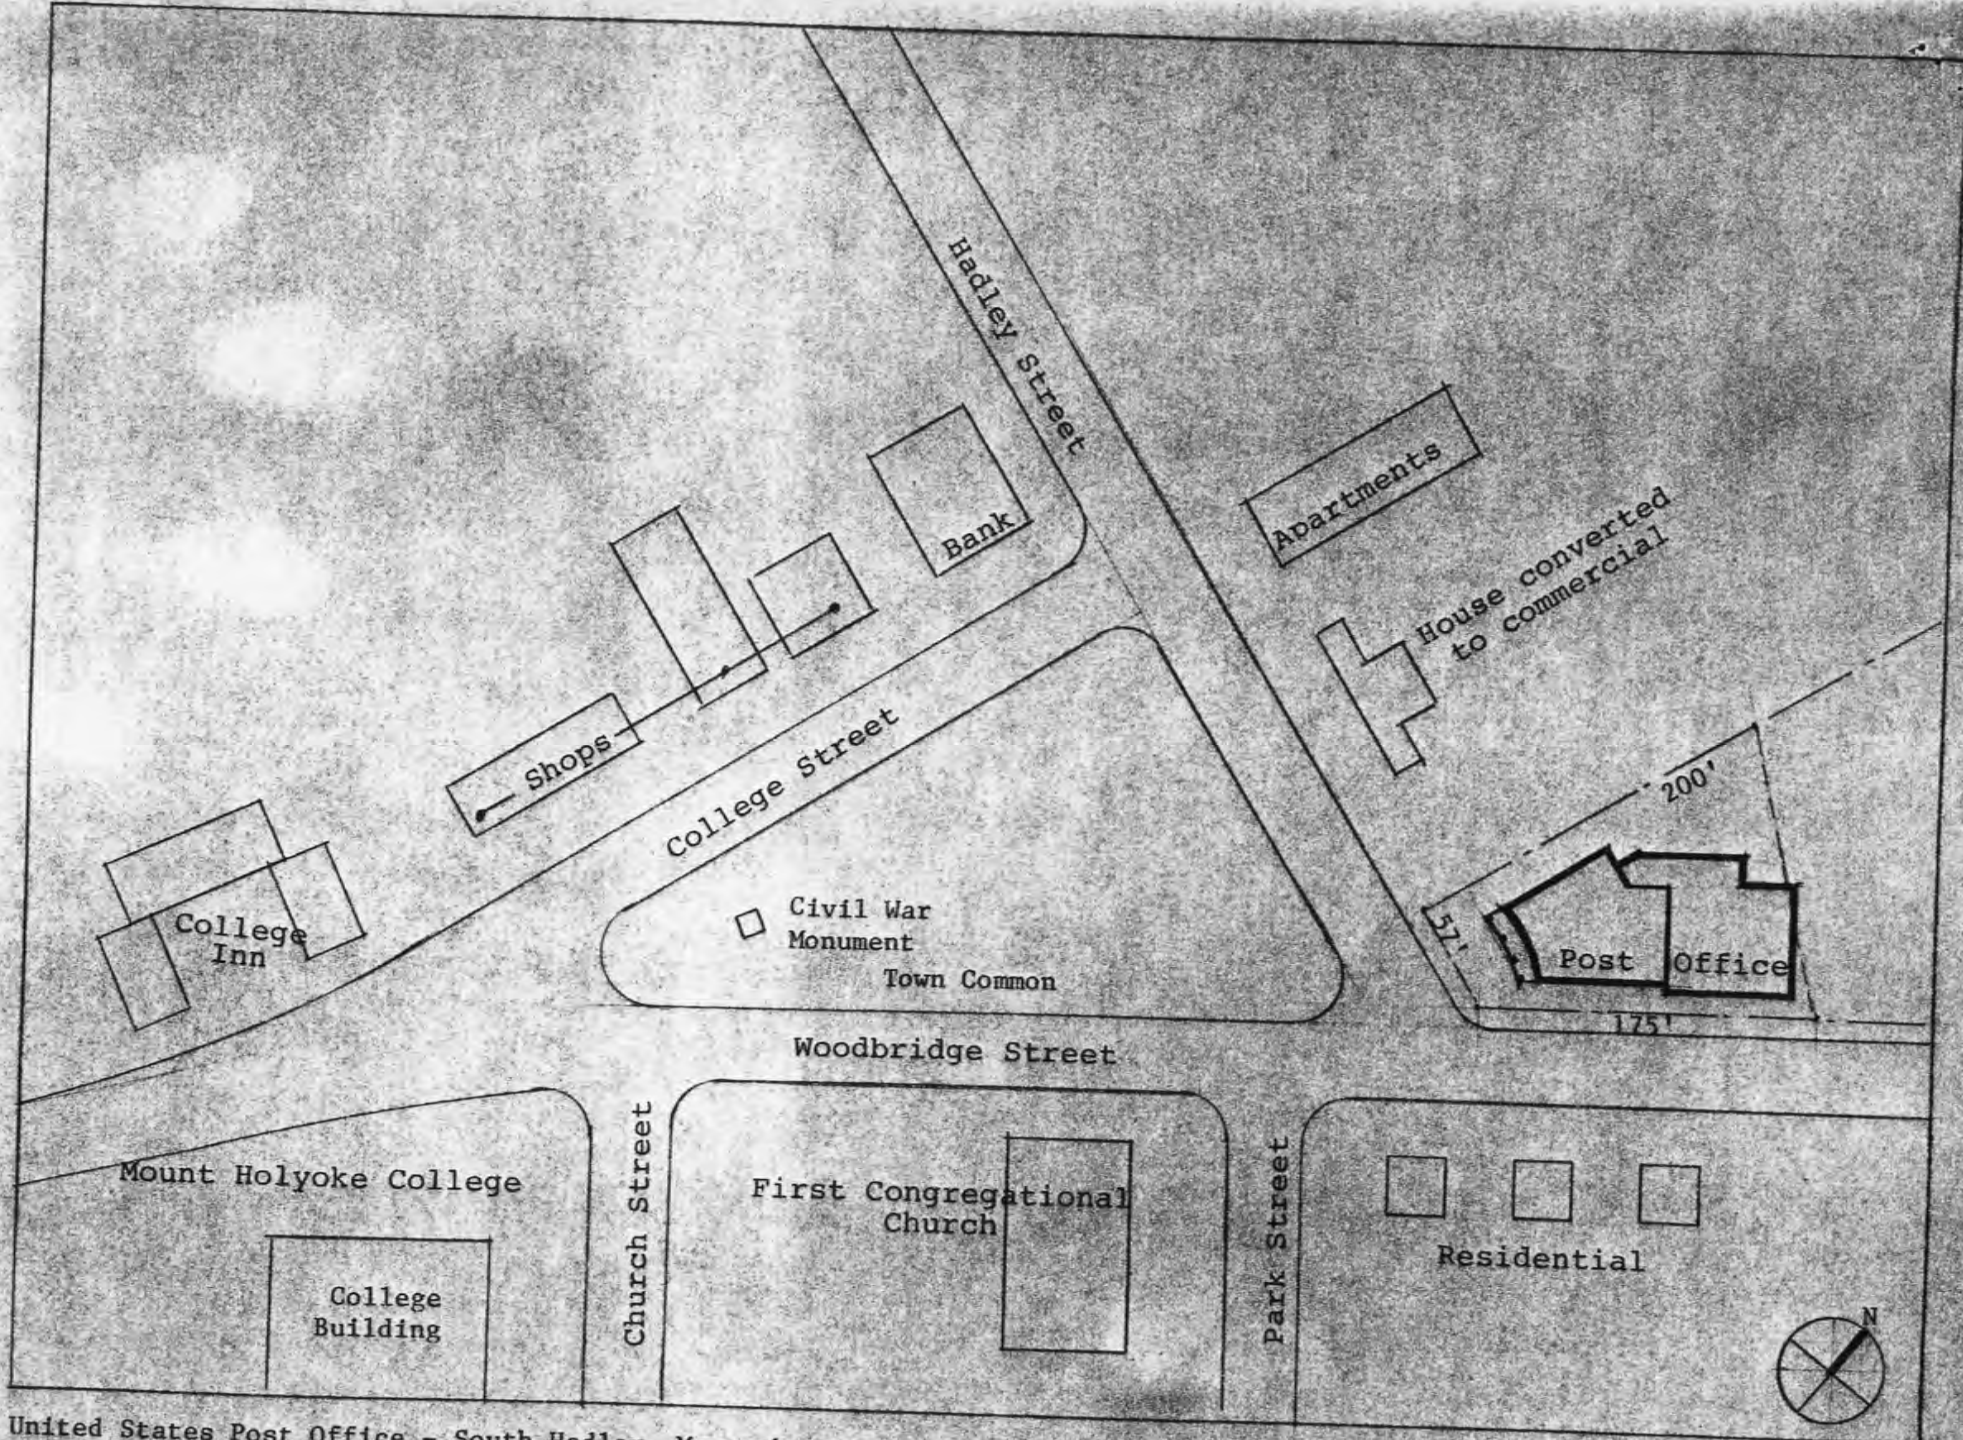 Hadley Street
Bank
Apartments
House converted
to commercial
Shops
College Street
200'
57'
College
Inn
Civil War
Monument
Town Common
Post Office
175'
Woodbridge Street
Church Street
Park Street
Mount Holyoke College
First Congregational
Church
Residential
College
Building
N
United States Post Office - South Hadley